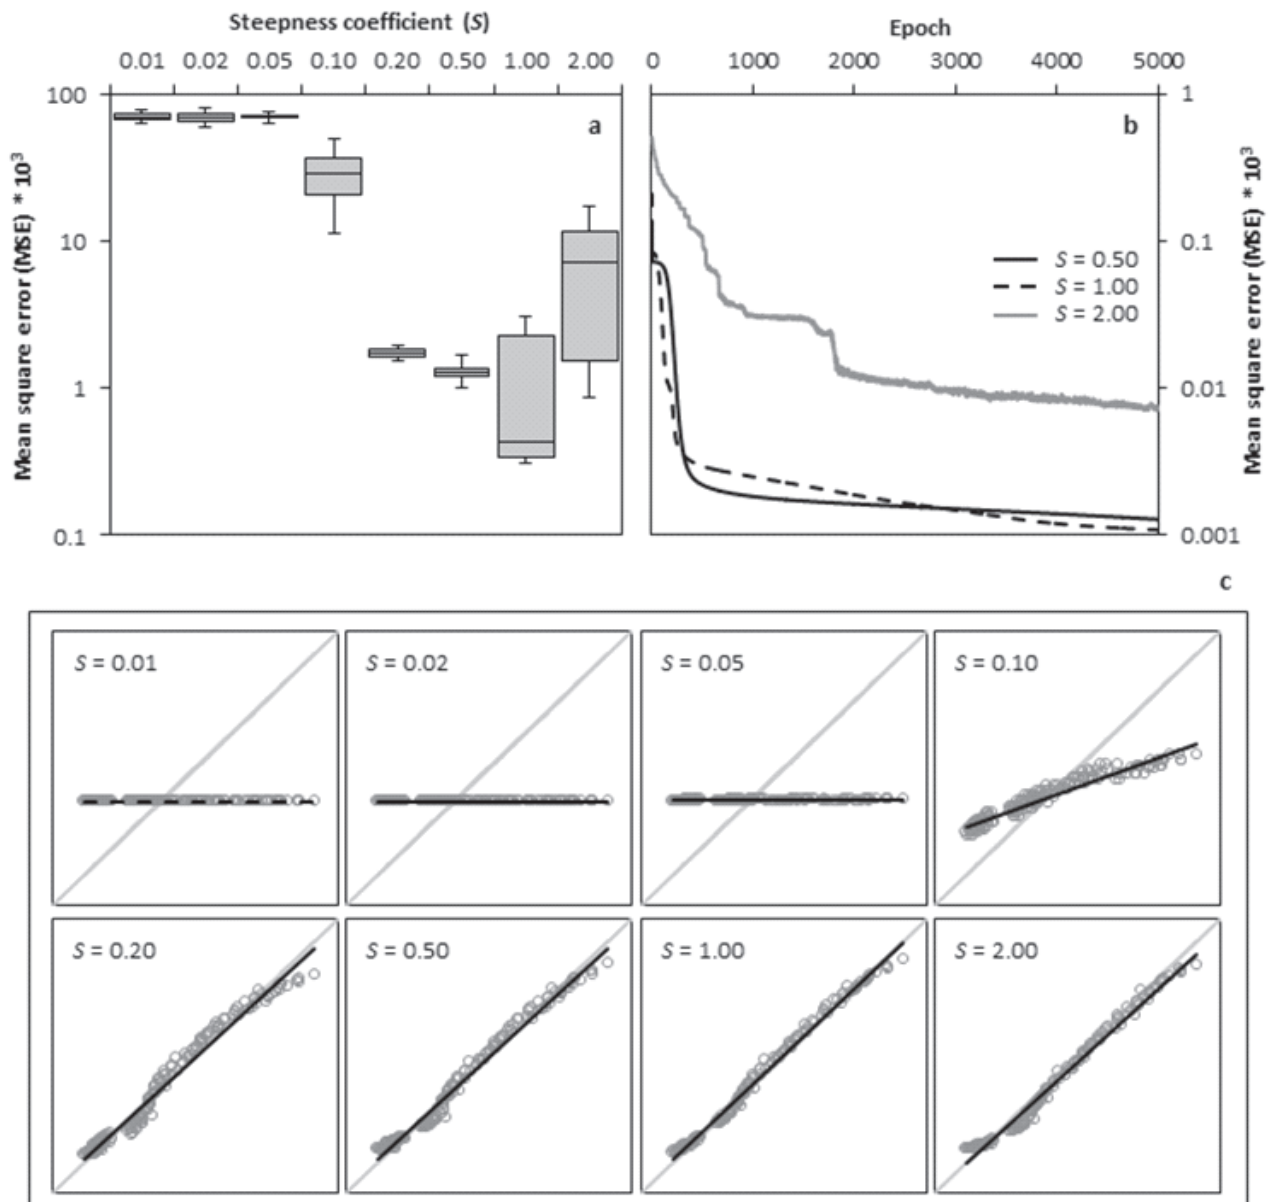 Steepness coefficient (S)
0.01 0.02 0.05 0.10 0.20 0.50 1.00 2.00
100
10
1
0.1
Mean square error (MSE) * 10³
a
Epoch
0 1000 2000 3000 4000 5000
b
S = 0.50
S = 1.00
S = 2.00
1
0.1
0.01
0.001
Mean square error (MSE) * 10³
c
S = 0.01
S = 0.02
S = 0.05
S = 0.10
S = 0.20
S = 0.50
S = 1.00
S = 2.00